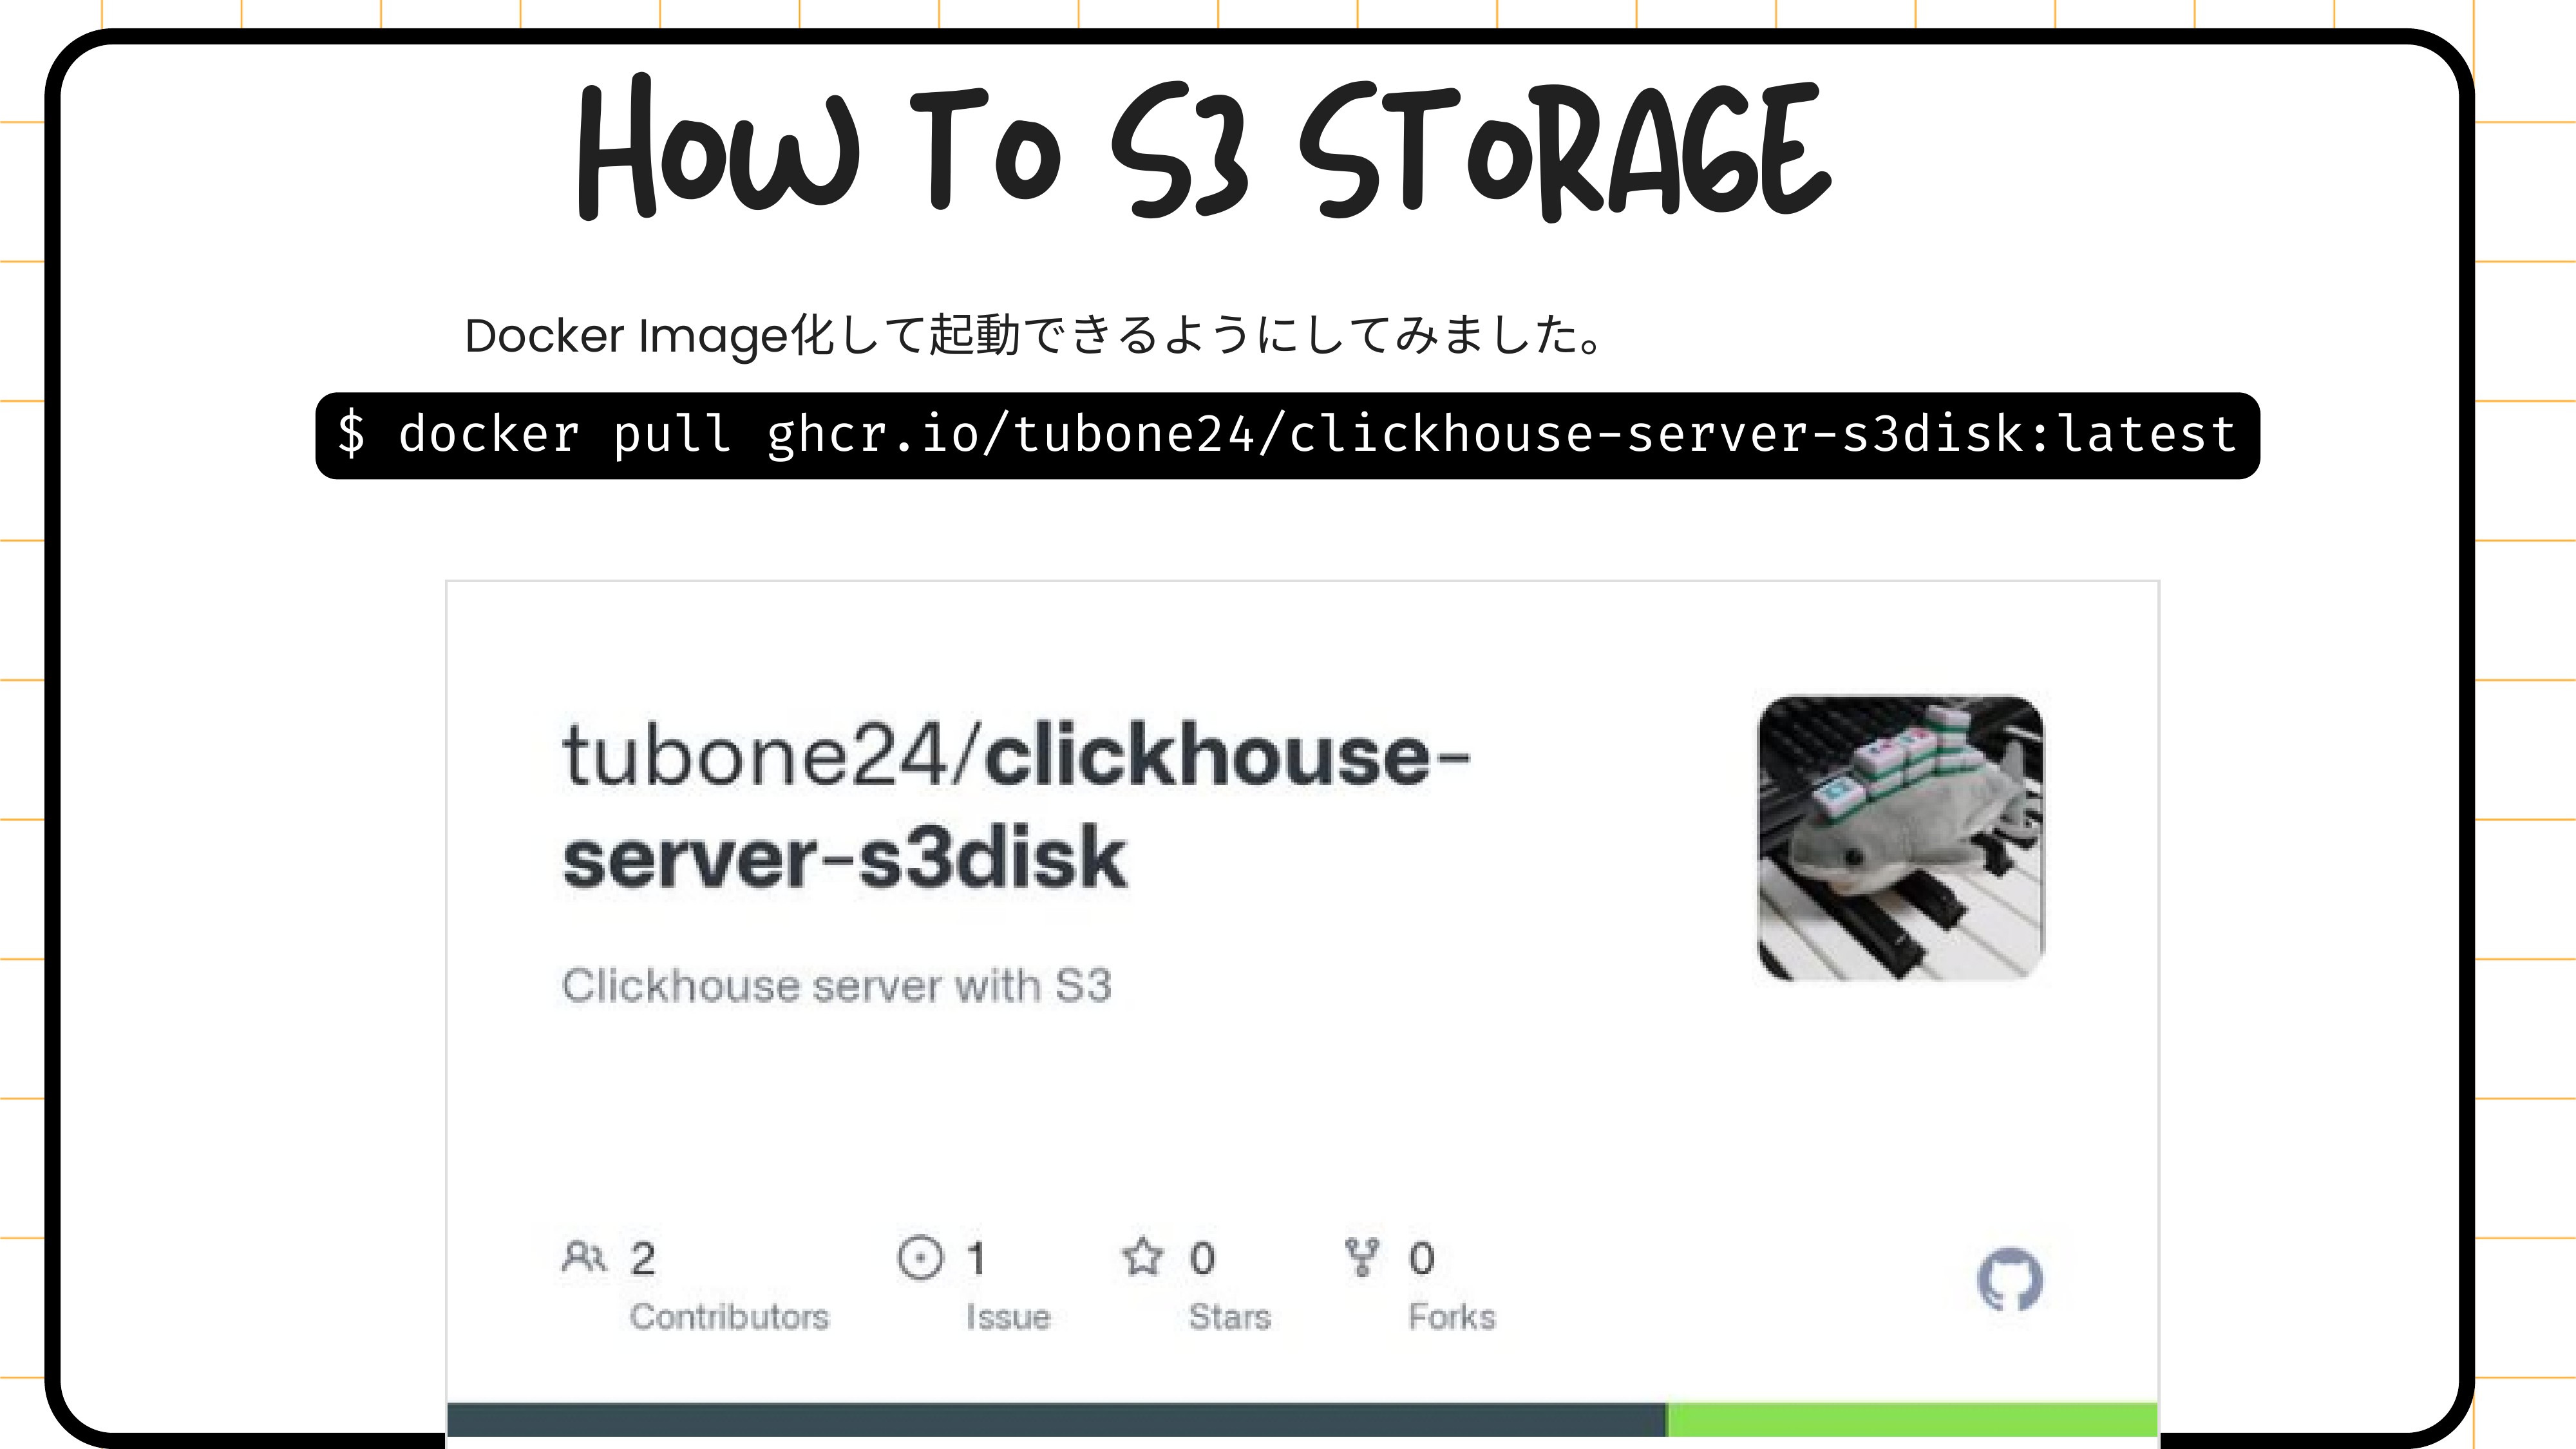 HOW TO S3 STORAGE
Docker Image化して起動できるようにしてみました。
$ docker pull ghcr.io/tubone24/clickhouse-server-s3disk:latest
tubone24/clickhouse-
server-s3disk
Clickhouse server with S3
2
Contributors
1
Issue
0
Stars
0
Forks